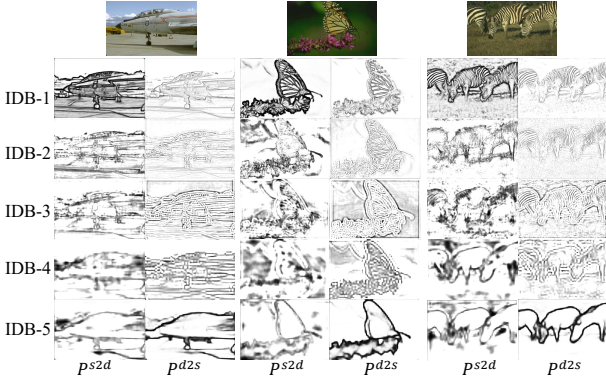 IDB-1
IDB-2
IDB-3
IDB-4
IDB-5
P^{s2d} P^{d2s} P^{s2d} P^{d2s} P^{s2d} P^{d2s}